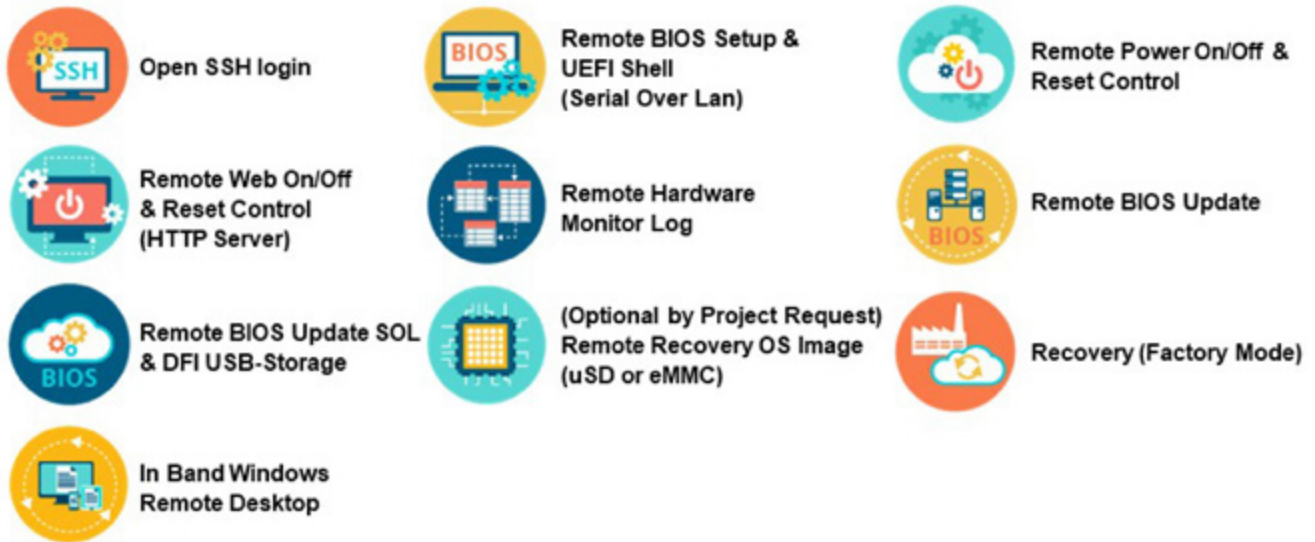 SSH
Open SSH login
BIOS
Remote BIOS Setup &
UEFI Shell
(Serial Over Lan)
Remote Power On/Off &
Reset Control
Remote Web On/Off
& Reset Control
(HTTP Server)
Remote Hardware
Monitor Log
BIOS
Remote BIOS Update
BIOS
Remote BIOS Update SOL
& DFI USB-Storage
(Optional by Project Request)
Remote Recovery OS Image
(uSD or eMMC)
Recovery (Factory Mode)
In Band Windows
Remote Desktop